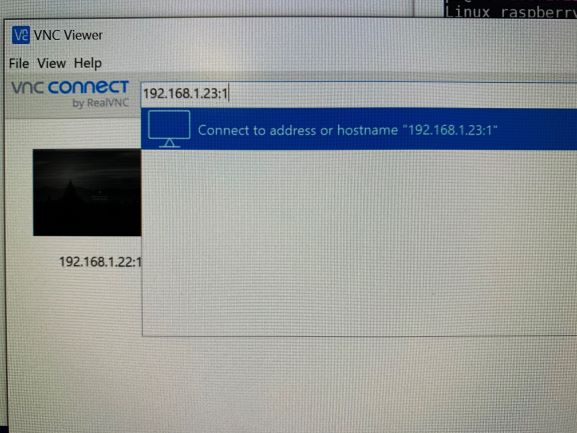 Linux raspberry
VNC Viewer
File View Help
VNC CONNECT
by RealVNC
192.168.1.23:1
Connect to address or hostname "192.168.1.23:1"
192.168.1.22:1